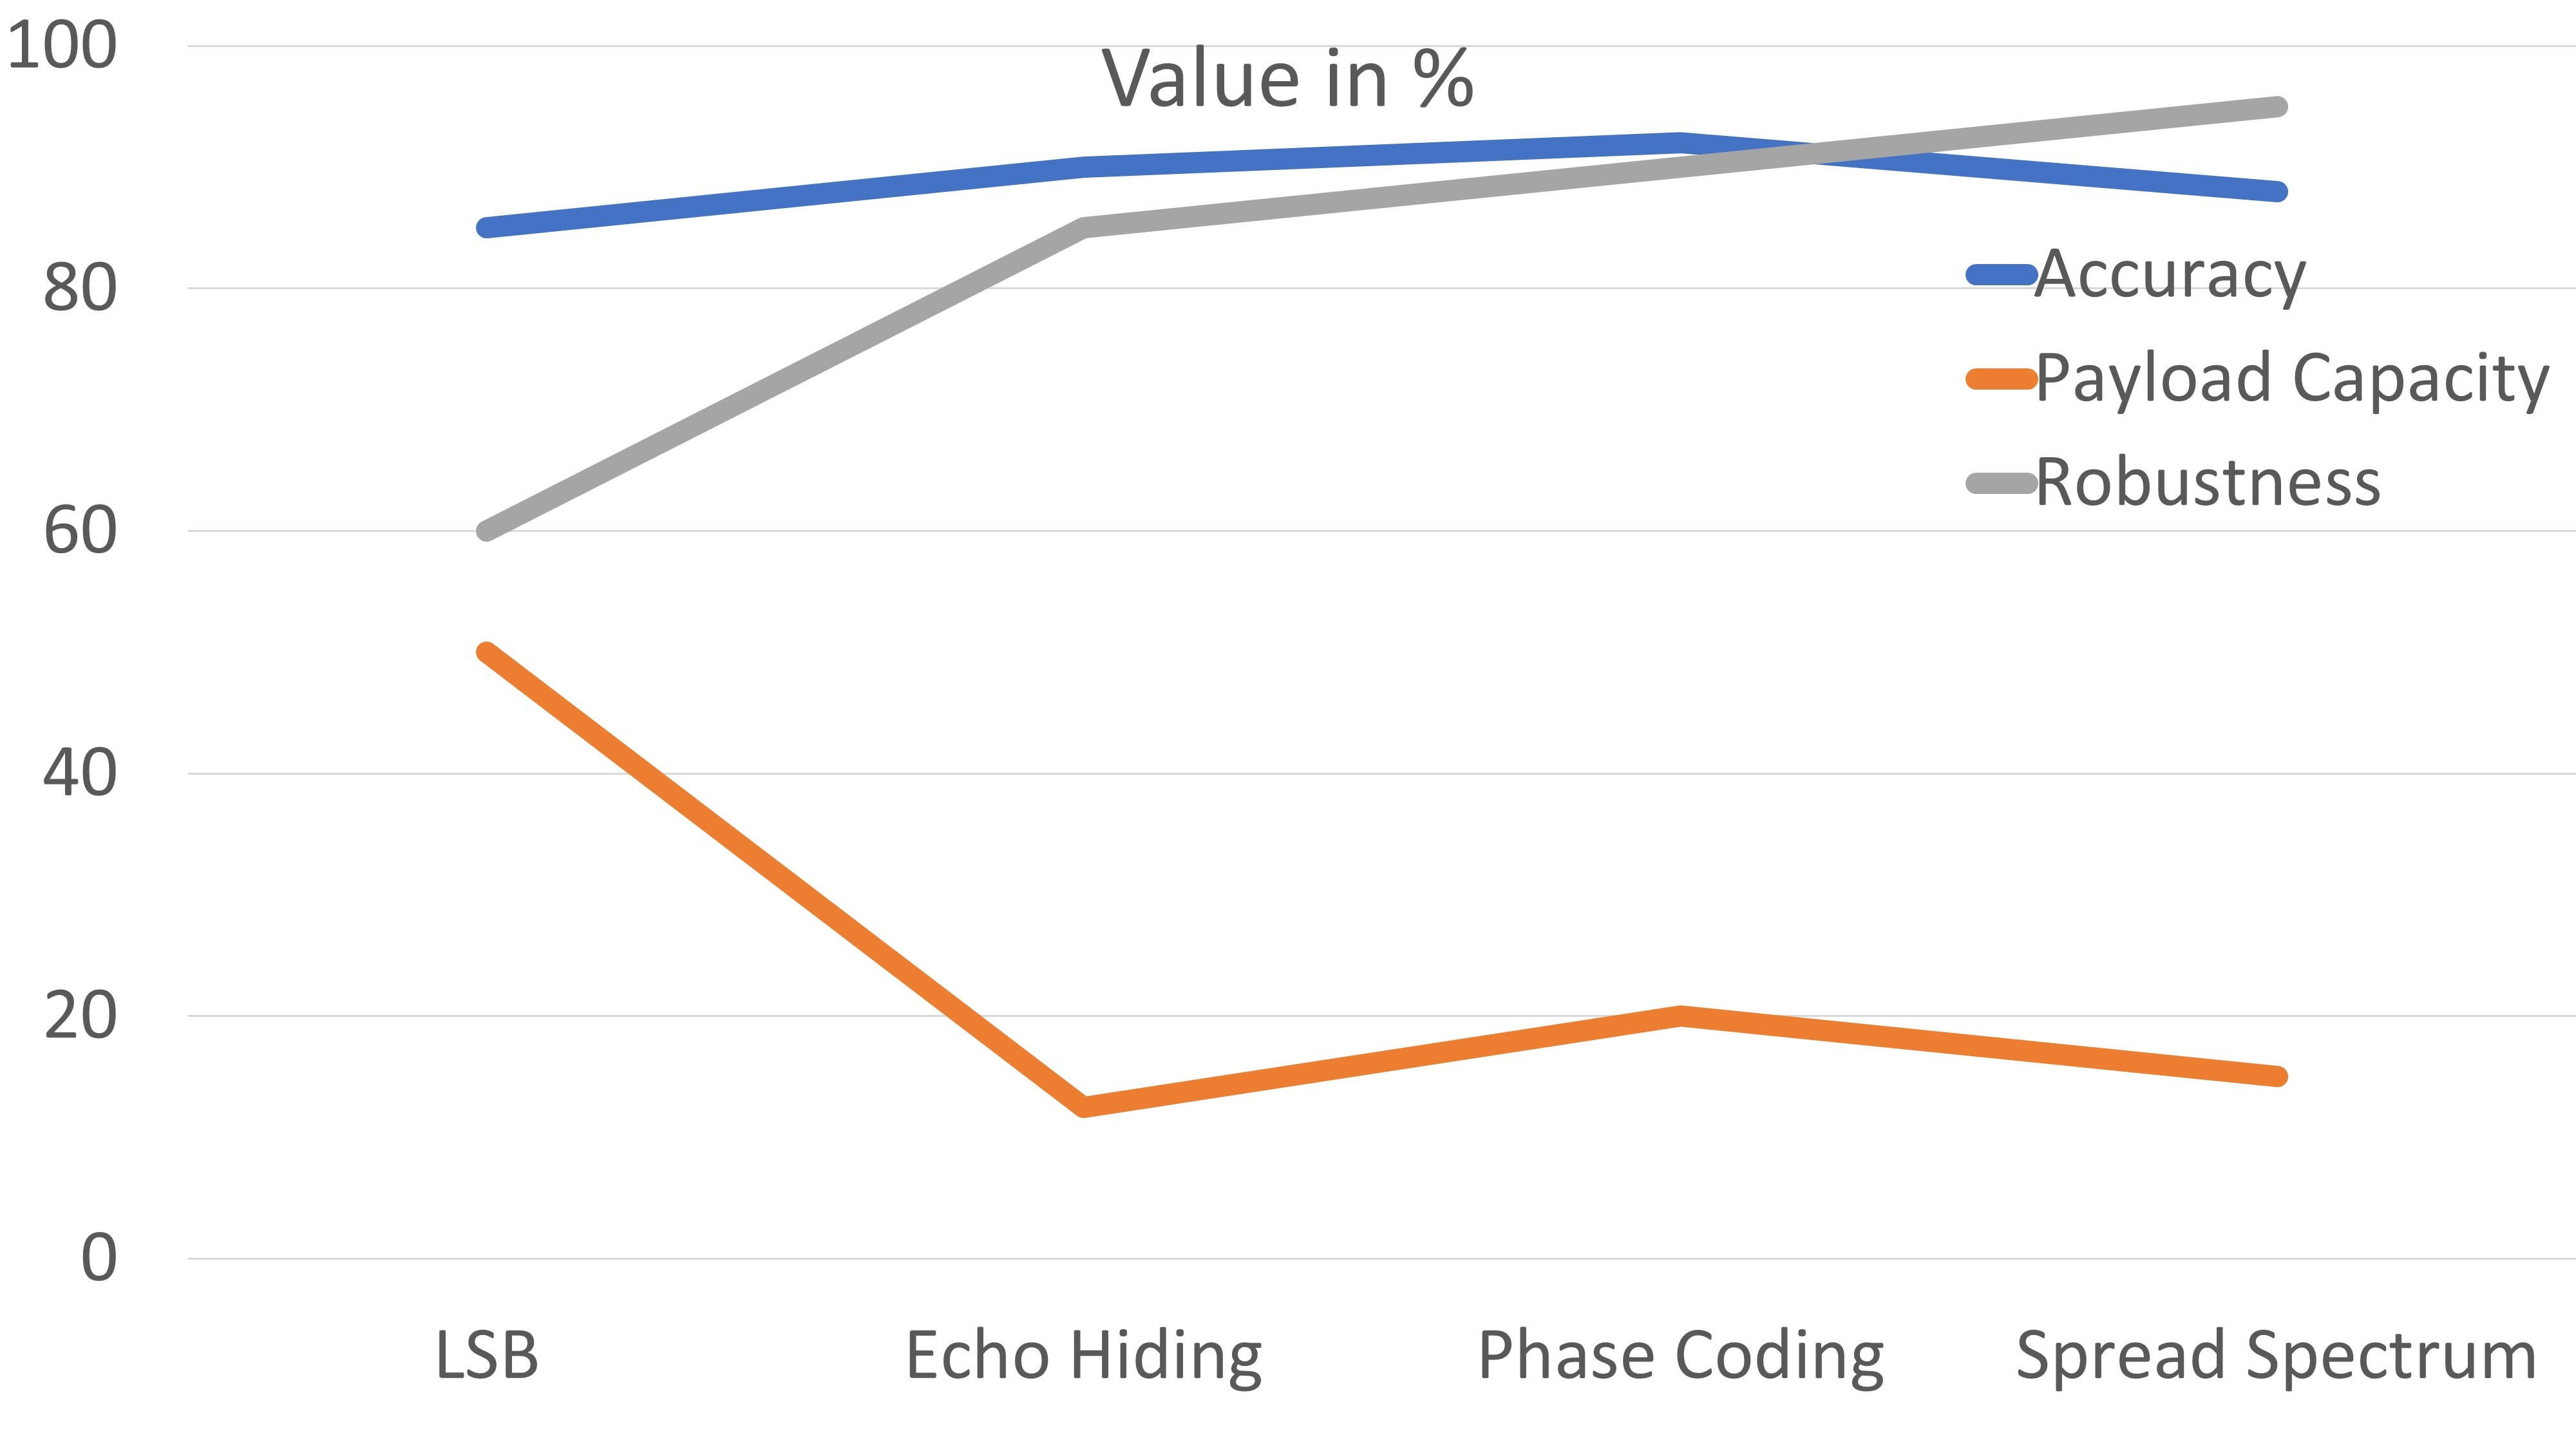 Value in %
100
80
60
40
20
0
Accuracy
Payload Capacity
Robustness
LSB
Echo Hiding
Phase Coding
Spread Spectrum